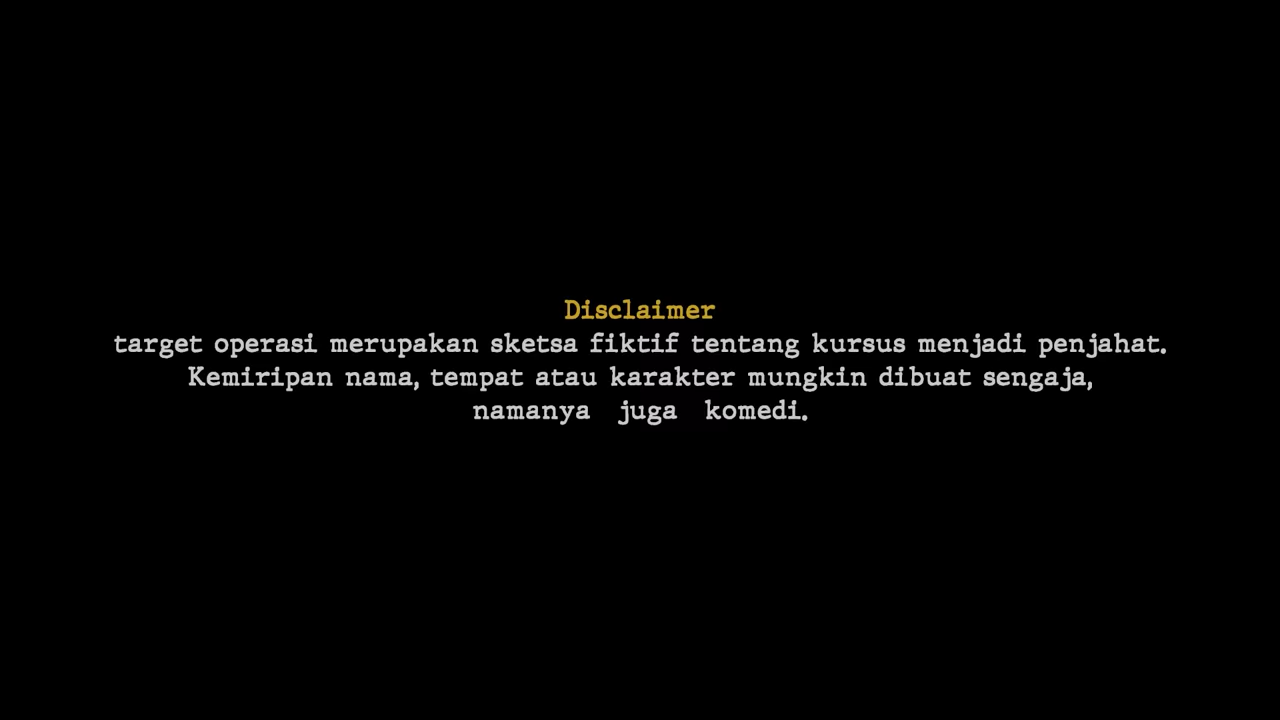 Disclaimer
target operasi merupakan sketsa fiktif tentang kursus menjadi penjahat.
Kemiripan nama, tempat atau karakter mungkin dibuat sengaja,
namanya juga komedi.